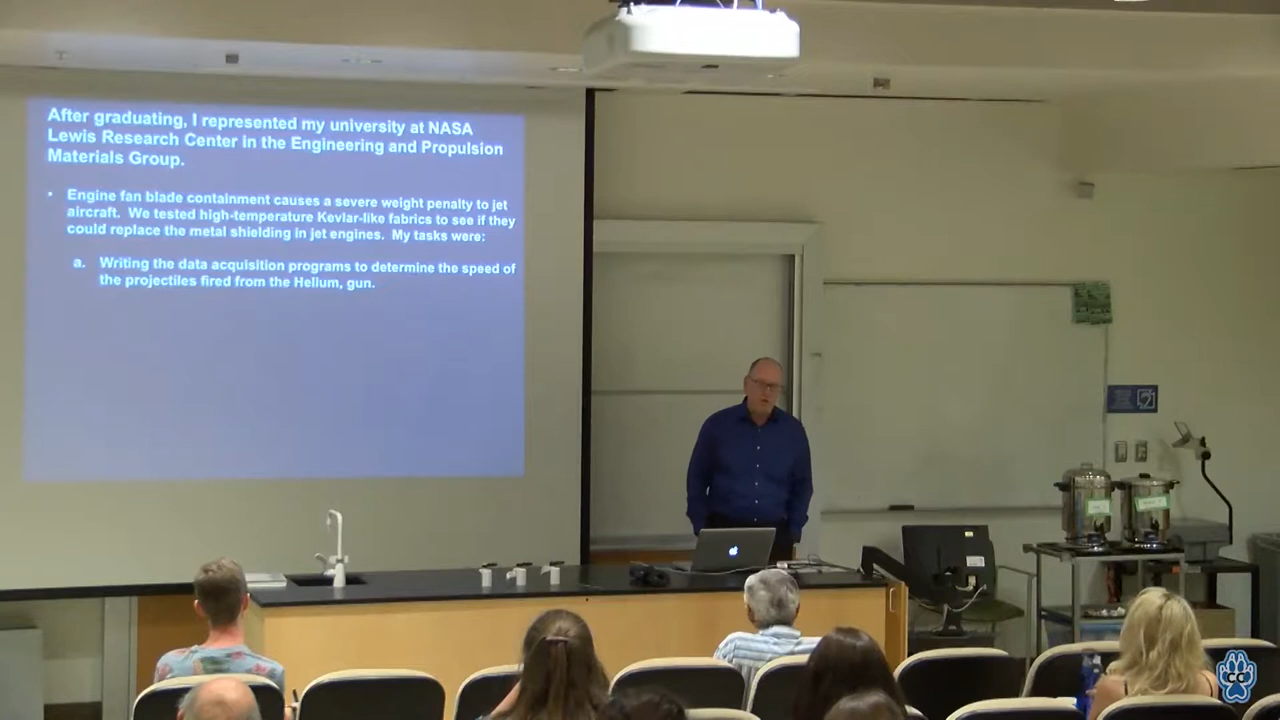 After graduating, I represented my university at NASA
Lewis Research Center in the Engineering and Propulsion
Materials Group.
• Engine fan blade containment causes a severe weight penalty to jet
aircraft. We tested high-temperature Kevlar-like fabrics to see if they
could replace the metal shielding in jet engines. My tasks were:
a. Writing the data acquisition programs to determine the speed of
the projectiles fired from the Helium, gun.
CC